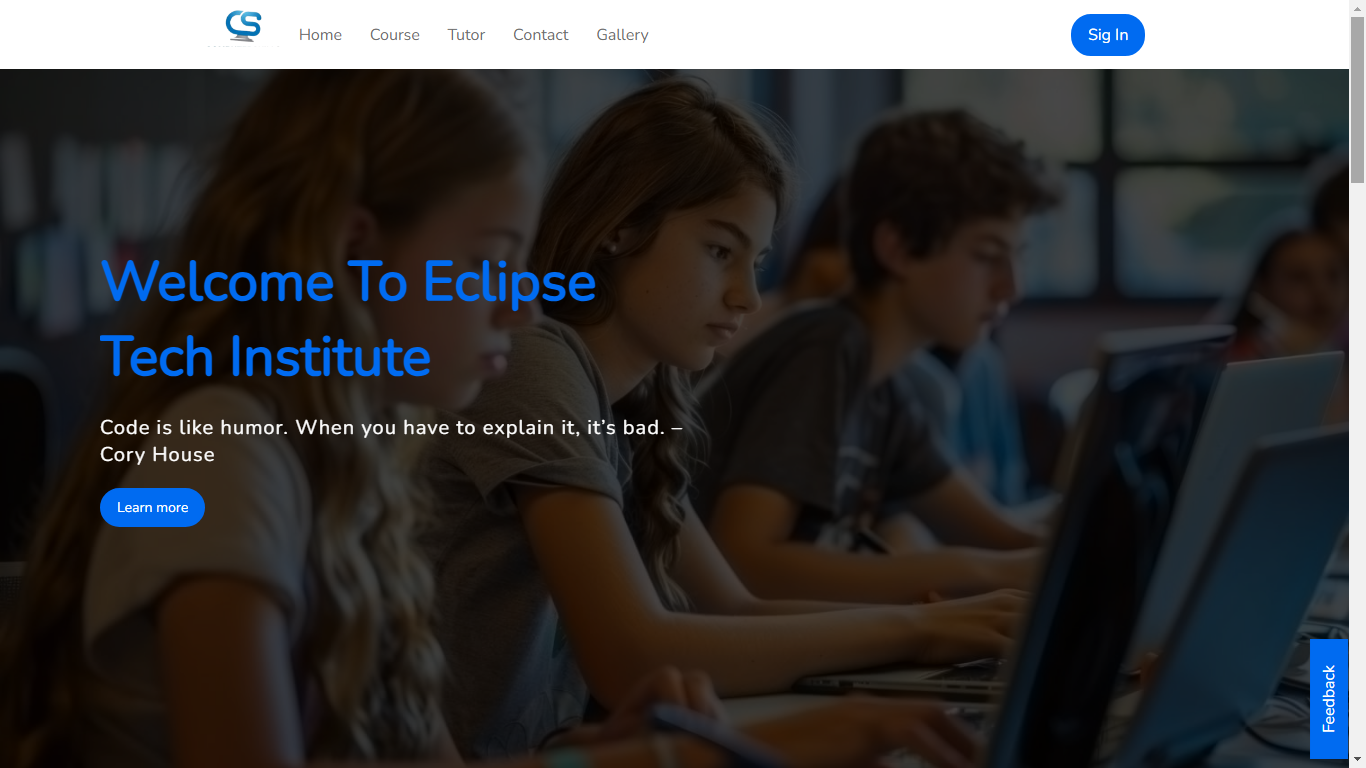 CS
Home Course Tutor Contact Gallery
Sig In
Welcome To Eclipse
Tech Institute
Code is like humor. When you have to explain it, it’s bad. –
Cory House
Learn more
Feedback